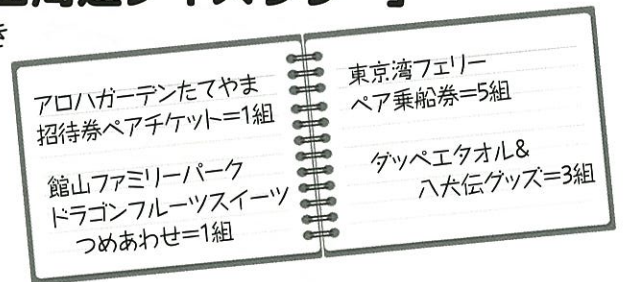 アロハガーデンたてやま
招待券ペアチケット=1組
館山ファミリーパーク
ドラゴンフルーツスイーツ
つめあわせ=1組
東京湾フェリー
ペア乗船券=5組
ダッペエタオル&
八犬伝グッズ=3組